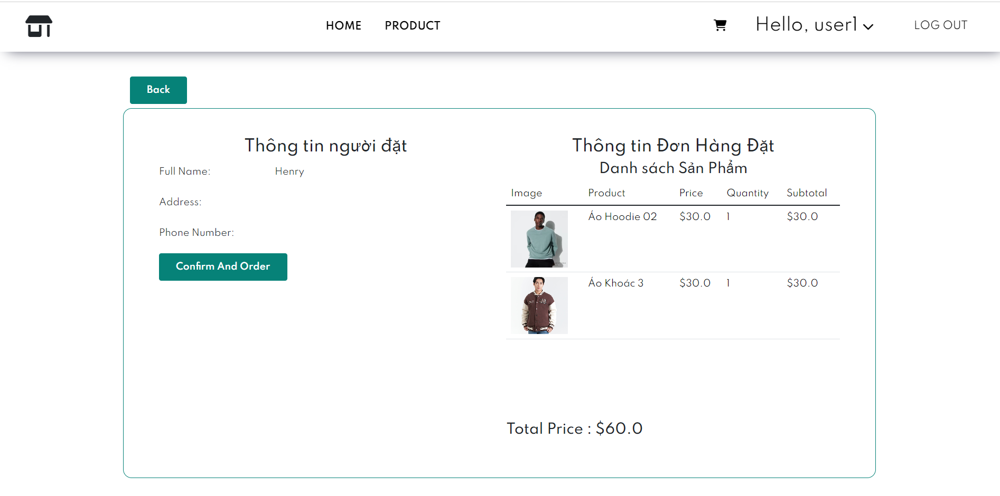 HOME PRODUCT Hello, user1 LOG OUT
Back
Thông tin người đặt
Full Name: Henry
Address:
Phone Number:
Confirm And Order
Thông tin Đơn Hàng Đặt
Danh sách Sản Phẩm
Image Product Price Quantity Subtotal
Áo Hoodie 02 $30.0 1 $30.0
Áo Khoác 3 $30.0 1 $30.0
Total Price : $60.0